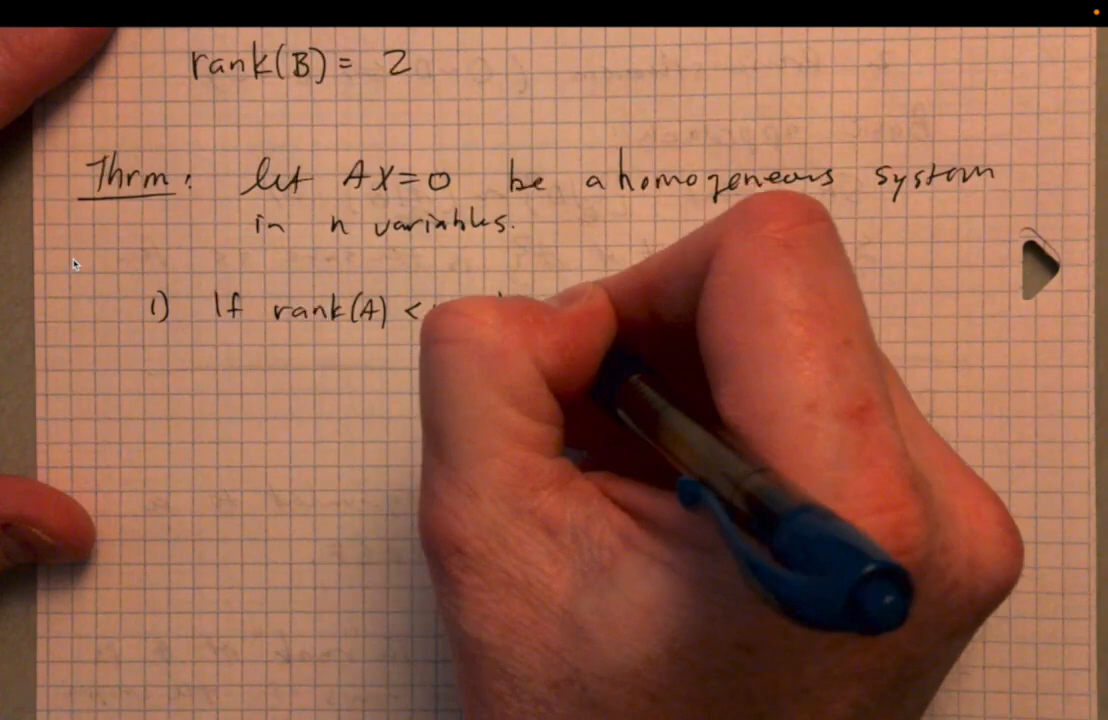 rank(B) = 2
Thrm: let AX=0 be a homogeneous system
in n variables.
1) If rank(A) <